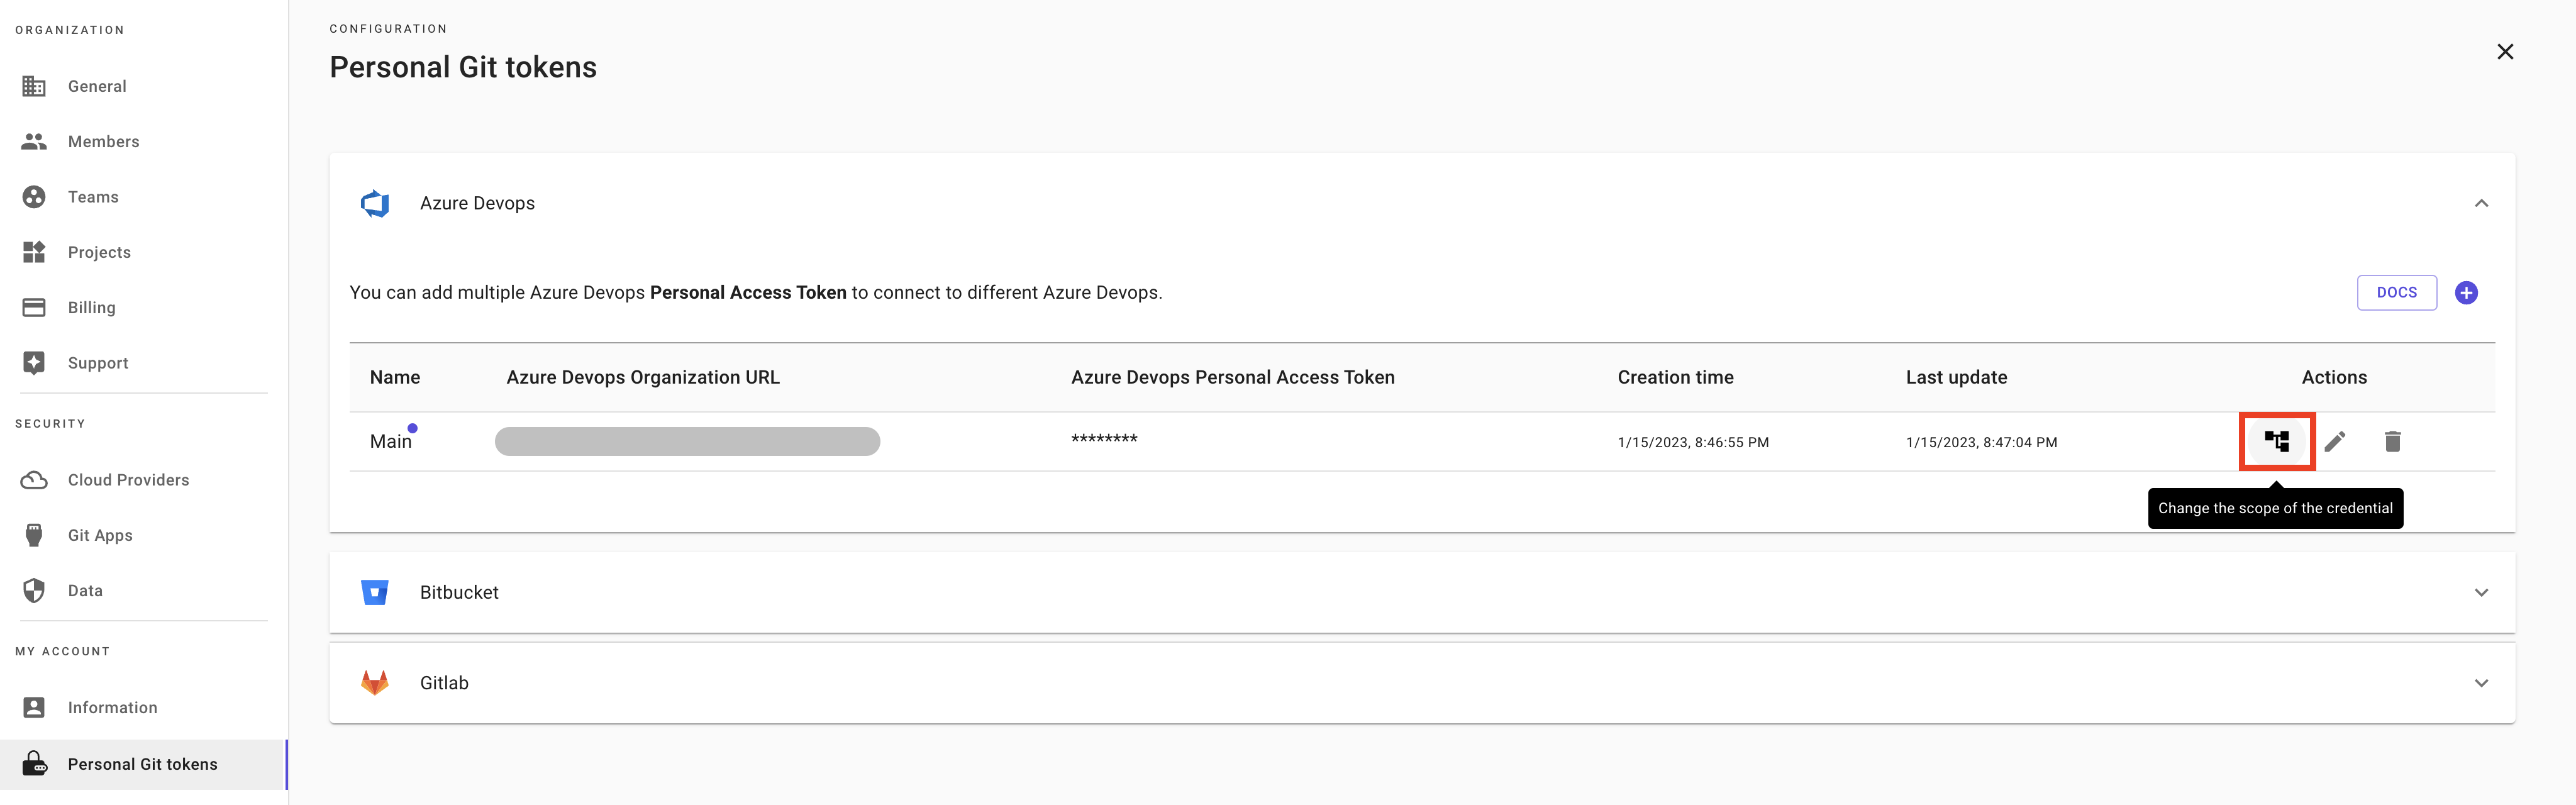 ORGANIZATION
General
Members
Teams
Projects
Billing
Support
SECURITY
Cloud Providers
Git Apps
Data
MY ACCOUNT
Information
Personal Git tokens
CONFIGURATION
Personal Git tokens
Azure Devops
You can add multiple Azure Devops Personal Access Token to connect to different Azure Devops.
DOCS
Name Azure Devops Organization URL Azure Devops Personal Access Token Creation time Last update Actions
Main ******** 1/15/2023, 8:46:55 PM 1/15/2023, 8:47:04 PM
Change the scope of the credential
Bitbucket
Gitlab